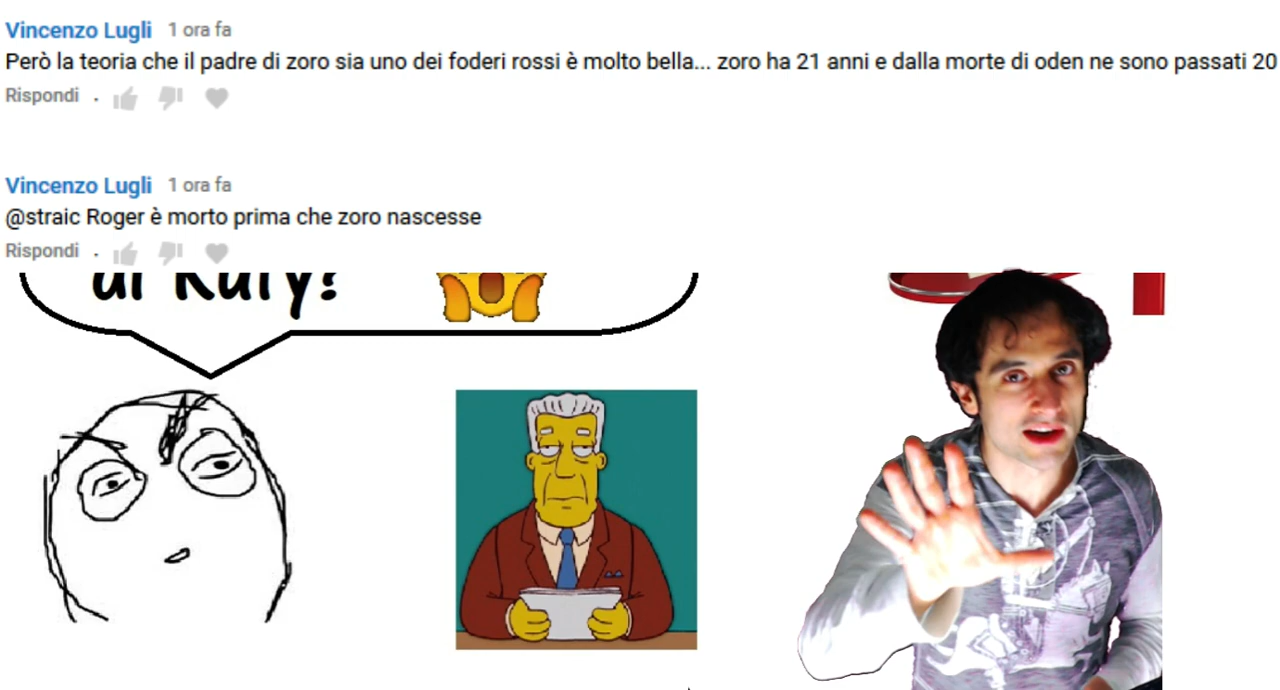 Vincenzo Lugli 1 ora fa
Però la teoria che il padre di zoro sia uno dei foderi rossi è molto bella... zoro ha 21 anni e dalla morte di oden ne sono passati 20
Rispondi .
Vincenzo Lugli 1 ora fa
@straic Roger è morto prima che zoro nascesse
Rispondi .